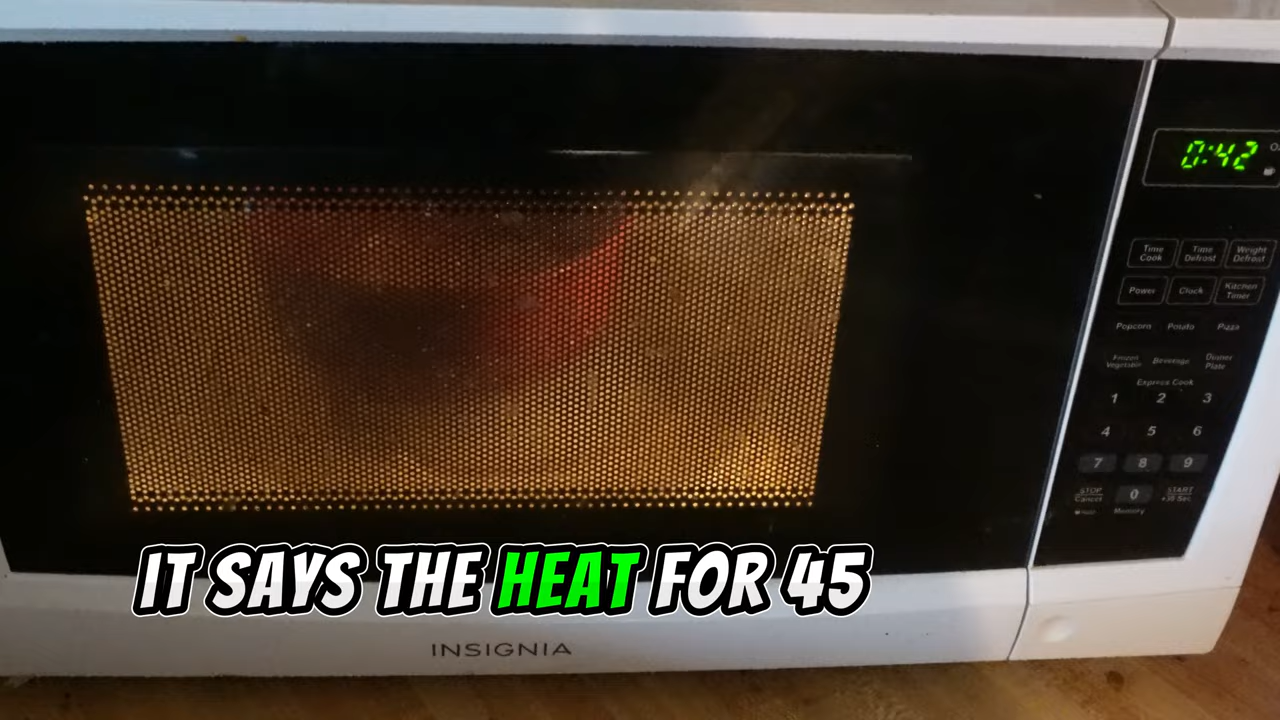 0:42
Time Cook
Time Defrost
Weight Defrost
Power
Clock
Kitchen Timer
Popcorn Potato Pizza
Frozen Vegetable
Beverage
Dinner Plate
Express Cook
1 2 3
4 5 6
7 8 9
STOP Cancel
0
START +30 Sec.
Memory
IT SAYS THE HEAT FOR 45
INSIGNIA